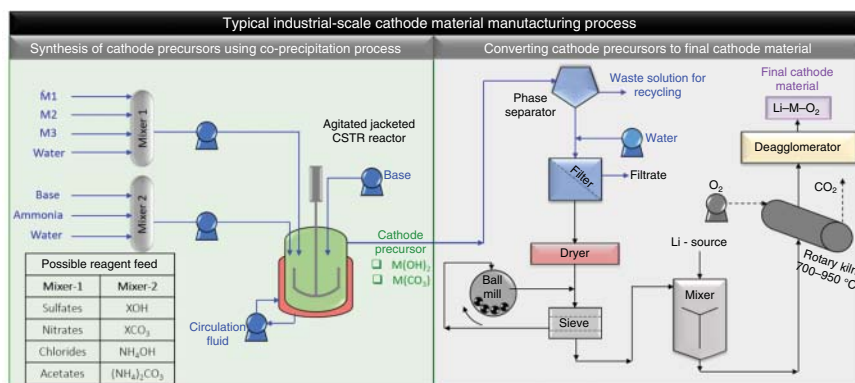 Typical industrial-scale cathode material manutacturing process
Synthesis of cathode precursors using co-precipitation process
M1
M2
M3
Water
Mixer 1
Base
Ammonia
Water
Mixer 2
Agitated jacketed
CSTR reactor
Base
Cathode
precursor
❑ M(OH)₂
❑ M(CO₃)
Circulation
fluid
Possible reagent feed
Mixer-1 Mixer-2
Sulfates XOH
Nitrates XCO₃
Chlorides NH₄OH
Acetates (NH₄)₂CO₃
Converting cathode precursors to final cathode material
Phase
separator
Waste solution for
recycling
Water
Filter
Filtrate
Dryer
Ball
mill
Sieve
Li - source
Mixer
O₂
Rotary kiln
700–950 °C
CO₂
Deagglomerator
Li–M–O₂
Final cathode
material